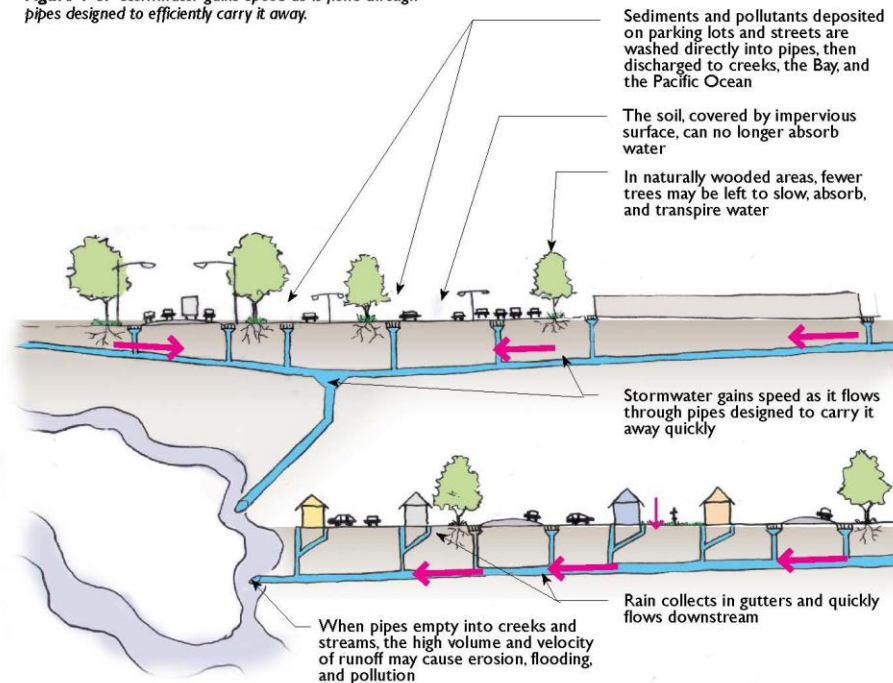 pipes designed to efficiently carry it away.
Sediments and pollutants deposited
on parking lots and streets are
washed directly into pipes, then
discharged to creeks, the Bay, and
the Pacific Ocean
The soil, covered by impervious
surface, can no longer absorb
water
In naturally wooded areas, fewer
trees may be left to slow, absorb,
and transpire water
Stormwater gains speed as it flows
through pipes designed to carry it
away quickly
Rain collects in gutters and quickly
flows downstream
When pipes empty into creeks and
streams, the high volume and velocity
of runoff may cause erosion, flooding,
and pollution